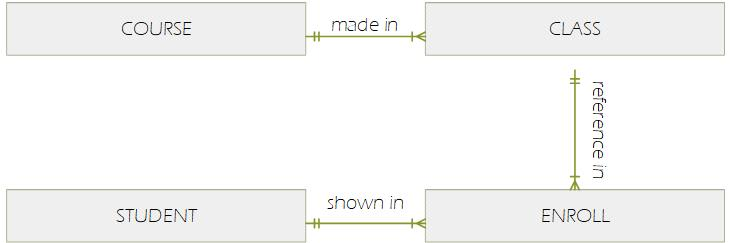 COURSE
made in
CLASS
reference in
STUDENT
shown in
ENROLL